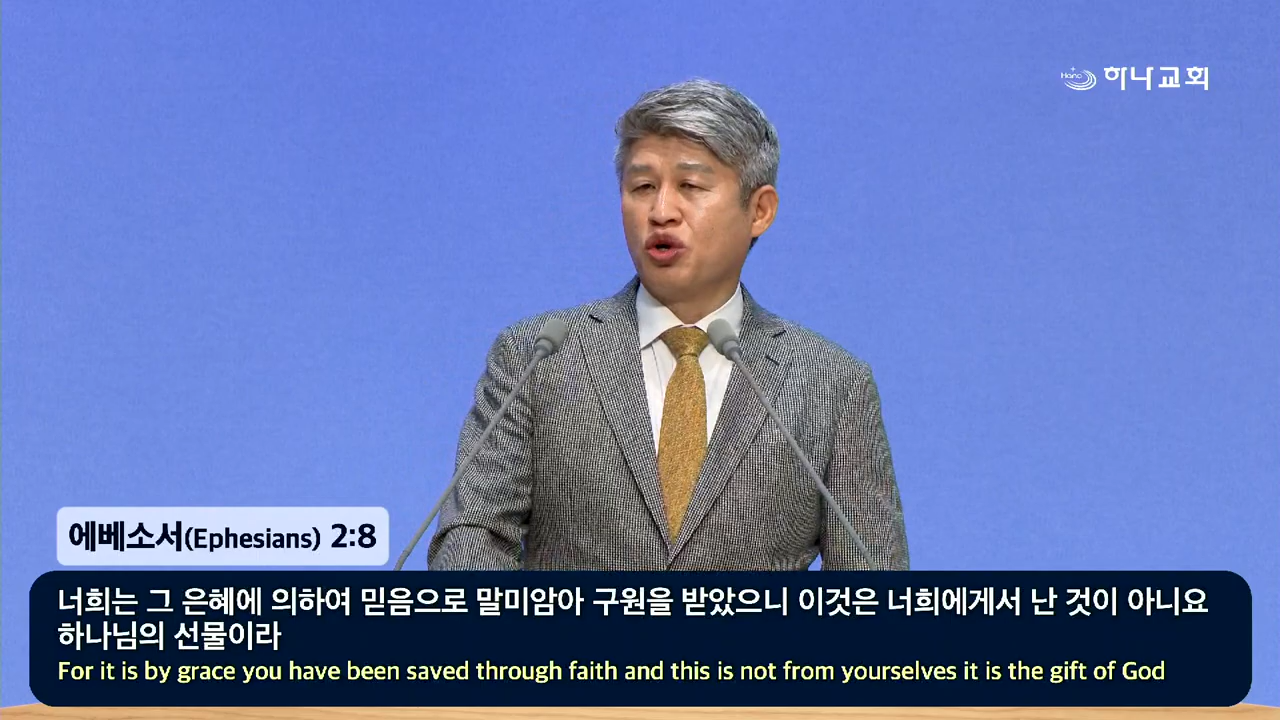 Hana 하나교회
에베소서(Ephesians) 2:8
너희는 그 은혜에 의하여 믿음으로 말미암아 구원을 받았으니 이것은 너희에게서 난 것이 아니요
하나님의 선물이라
For it is by grace you have been saved through faith and this is not from yourselves it is the gift of God